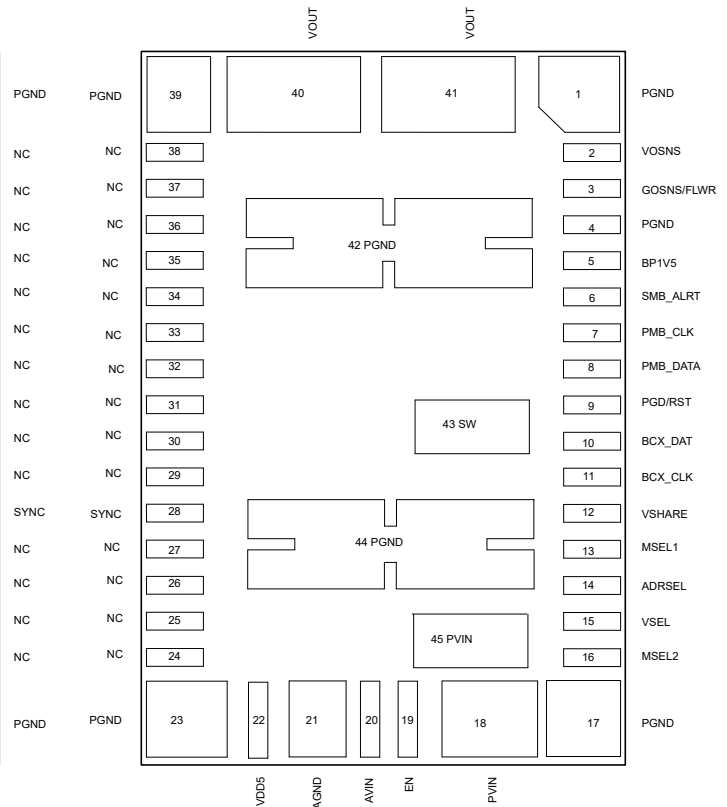 VOUT VOUT
PGND PGND 39 40 41 1 PGND
NC NC 38 2 VOSNS
NC NC 37 3 GOSNS/FLWR
NC NC 36 4 PGND
42 PGND
NC NC 35 5 BP1V5
NC NC 34 6 SMB_ALRT
NC NC 33 7 PMB_CLK
NC NC 32 8 PMB_DATA
NC NC 31 9 PGD/RST
43 SW
NC NC 30 10 BCX_DAT
NC NC 29 11 BCX_CLK
SYNC SYNC 28 12 VSHARE
44 PGND
NC NC 27 13 MSEL1
NC NC 26 14 ADRSEL
NC NC 25 15 VSEL
45 PVIN
NC NC 24 16 MSEL2
PGND PGND 23 22 21 20 19 18 17 PGND
VDD5 AGND AVIN EN PVIN